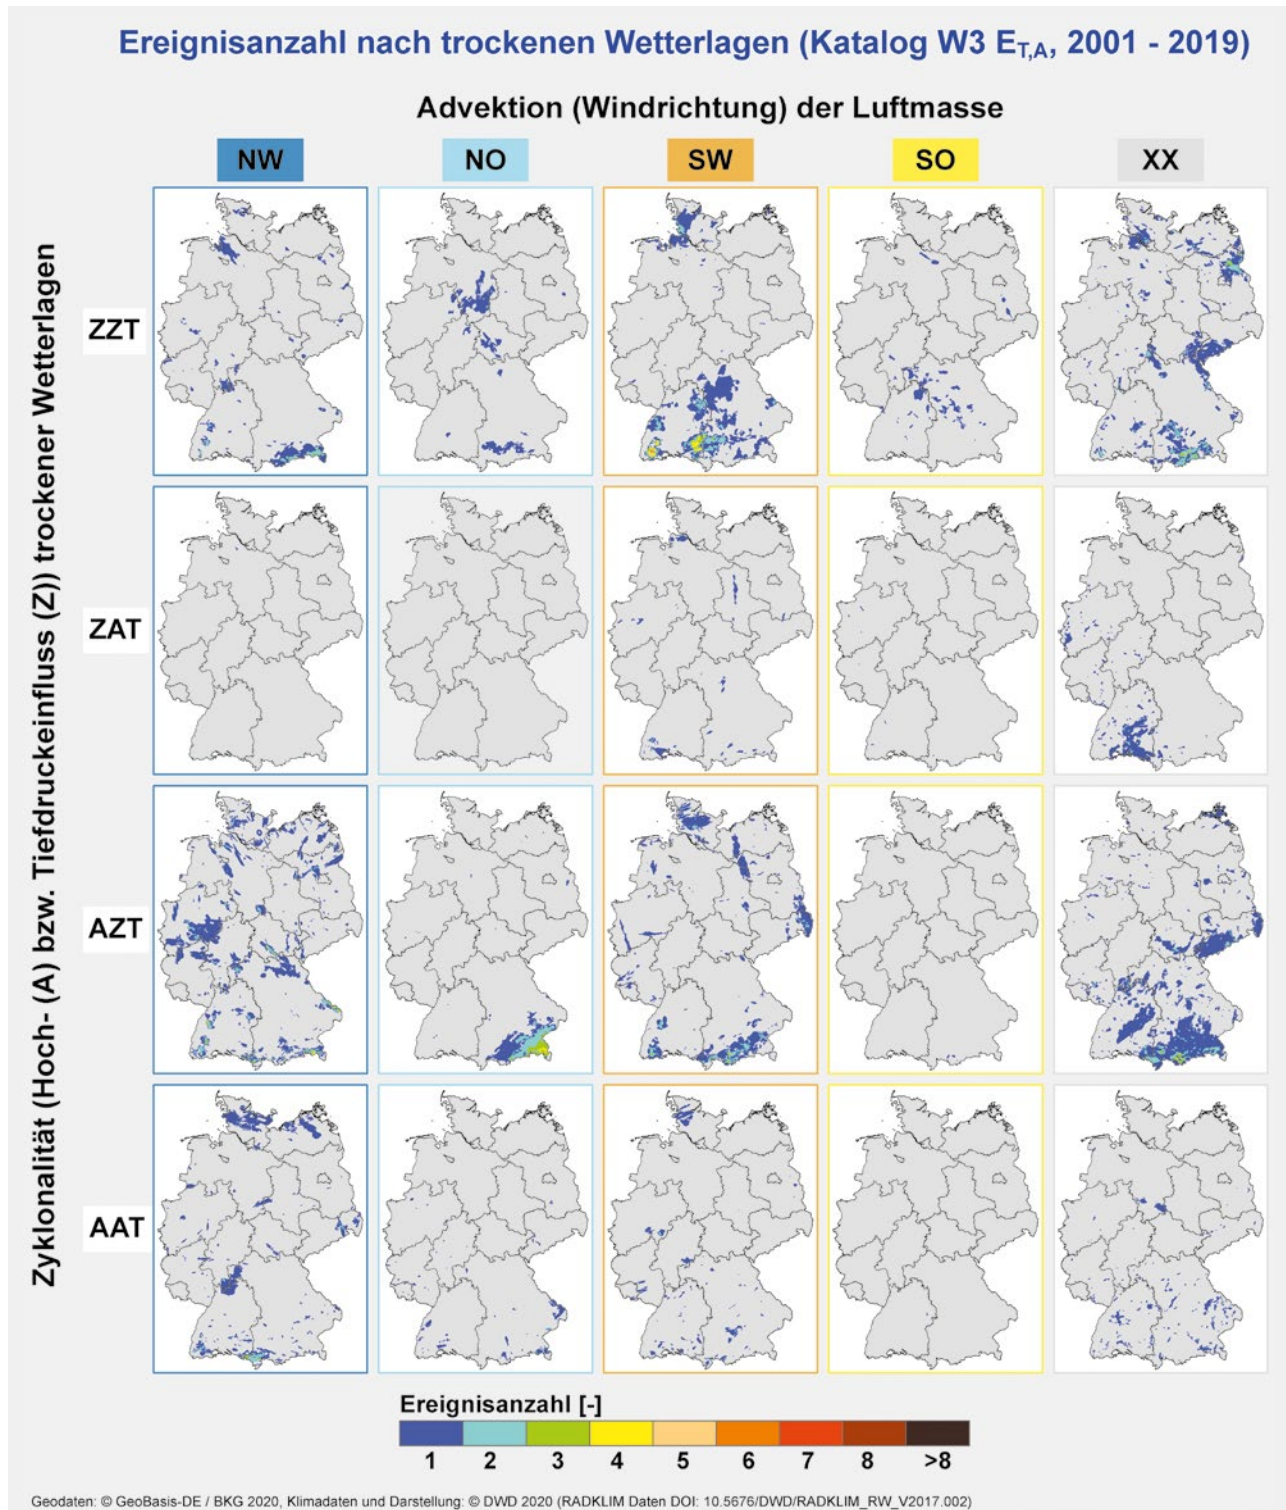 Ereignisanzahl nach trockenen Wetterlagen (Katalog W3 E_T,A, 2001 - 2019)
Advektion (Windrichtung) der Luftmasse
NW NO SW SO XX
Zyklonalität (Hoch- (A) bzw. Tiefdruckeinfluss (Z)) trockener Wetterlagen
ZZT
ZAT
AZT
AAT
Ereignisanzahl [-]
1 2 3 4 5 6 7 8 >8
Geodaten: © GeoBasis-DE / BKG 2020, Klimadaten und Darstellung: © DWD 2020 (RADKLIM Daten DOI: 10.5676/DWD/RADKLIM_RW_V2017.002)